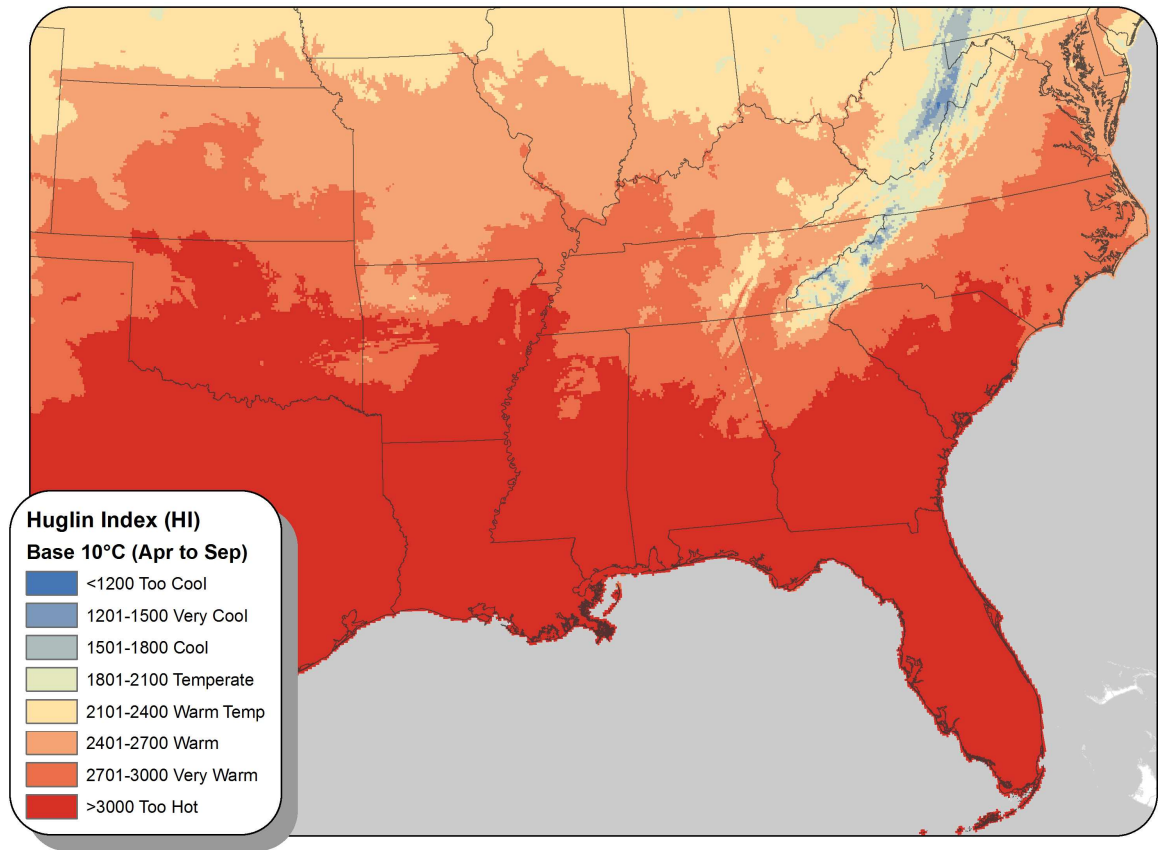 Huglin Index (HI)
Base 10°C (Apr to Sep)
<1200 Too Cool
1201-1500 Very Cool
1501-1800 Cool
1801-2100 Temperate
2101-2400 Warm Temp
2401-2700 Warm
2701-3000 Very Warm
>3000 Too Hot